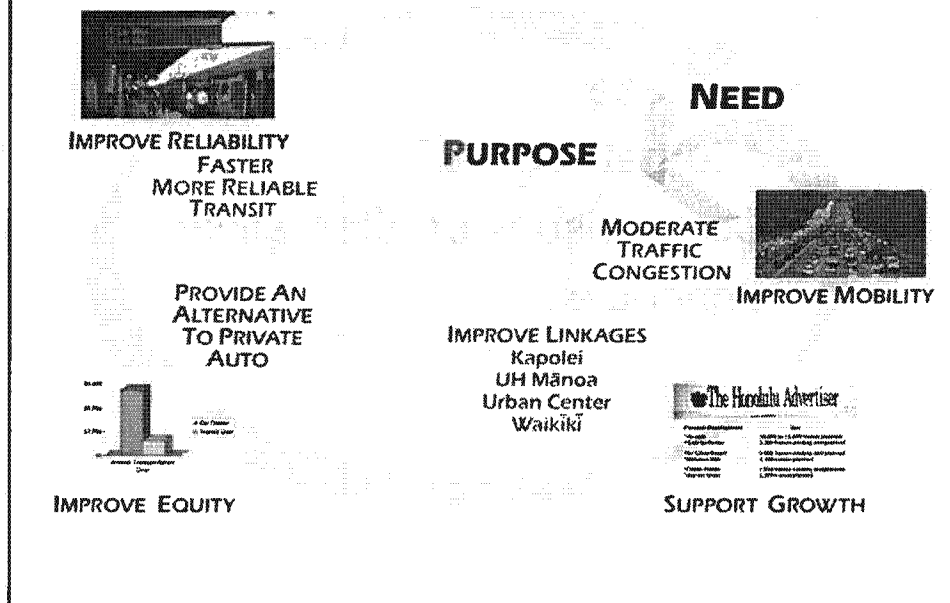 NEED
PURPOSE
IMPROVE RELIABILITY
FASTER
MORE RELIABLE
TRANSIT
MODERATE
TRAFFIC
CONGESTION
IMPROVE MOBILITY
PROVIDE AN
ALTERNATIVE
TO PRIVATE
AUTO
IMPROVE LINKAGES
Kapolei
UH Mānoa
Urban Center
Waikīkī
The Honolulu Advertiser
IMPROVE EQUITY
SUPPORT GROWTH